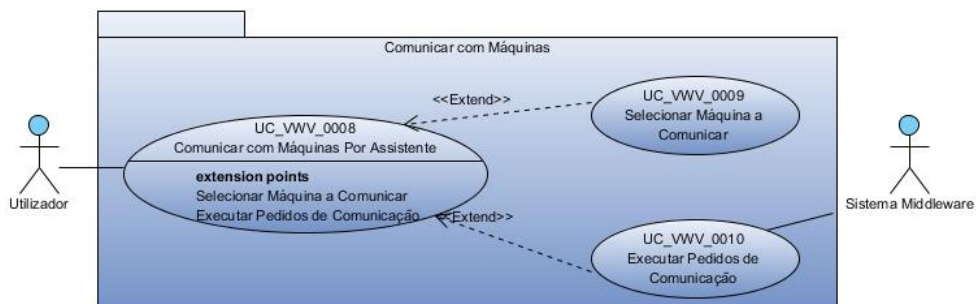 Comunicar com Máquinas
<<Extend>>
UC_VWV_0009
Selecionar Máquina a
Comunicar
UC_VWV_0008
Comunicar com Máquinas Por Assistente
extension points
Selecionar Máquina a Comunicar
Executar Pedidos de Comunicação
Utilizador
<<Extend>>
UC_VWV_0010
Executar Pedidos de
Comunicação
Sistema Middleware